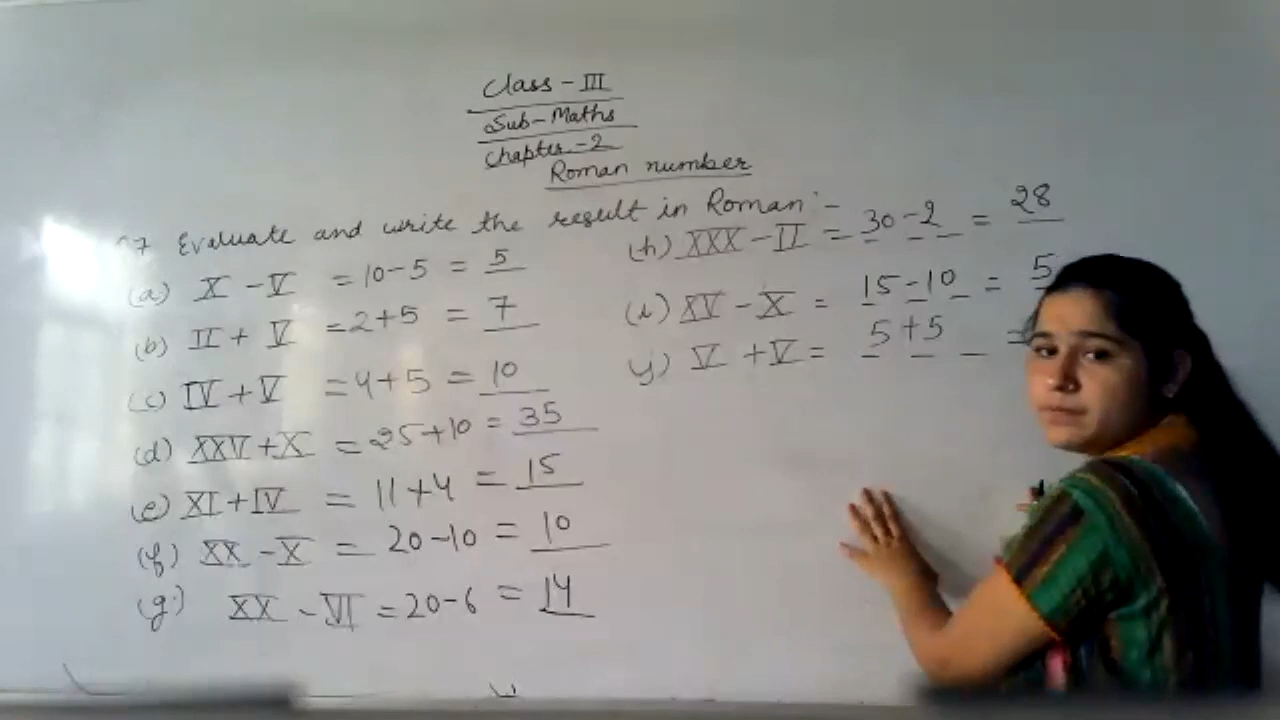 Class - III
Sub - Maths
Chapter - 2
Roman number
7 Evaluate and write the result in Roman :-
(a) X - V = 10 - 5 = 5
(b) II + V = 2 + 5 = 7
(c) IV + V = 4 + 5 = 10
(d) XXV + X = 25 + 10 = 35
(e) XI + IV = 11 + 4 = 15
(f) XX - X = 20 - 10 = 10
(g) XX - VI = 20 - 6 = 14
(h) XXX - II = 30 - 2 = 28
(i) XV - X = 15 - 10 = 5
y) V + V = 5 + 5 =